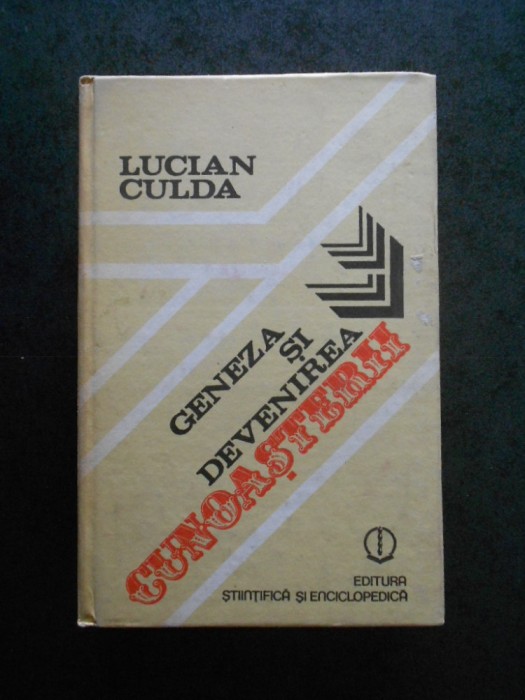 LUCIAN
CULDA
GENEZA
ȘI
DEVENIREA
CUNOAȘTERII
EDITURA
ȘTIINȚIFICĂ ȘI ENCICLOPEDICĂ